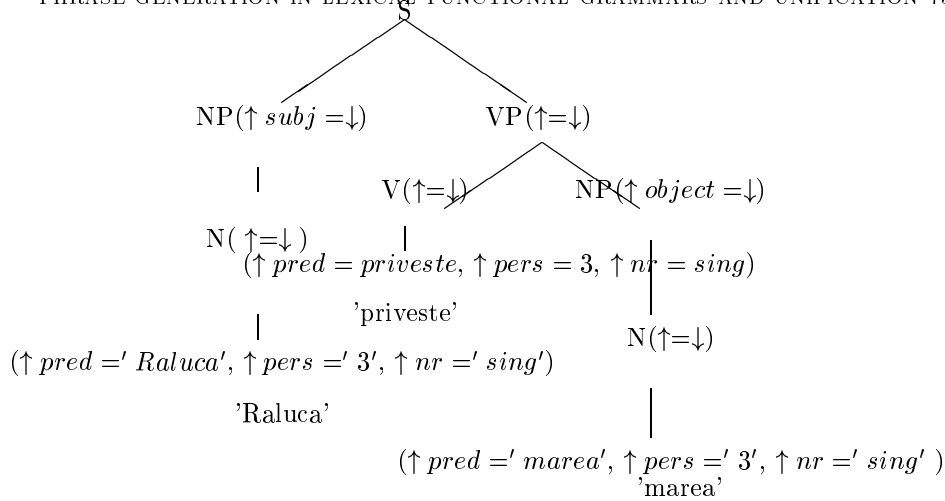 PHRASE GENERATION IN LEXICAL FUNCTIONAL GRAMMARS AND UNIFICATION
S
NP(↑ subj =↓) VP(↑=↓)
V(↑=↓) NP(↑ object =↓)
N( ↑=↓ )
(↑ pred = priveste, ↑ pers = 3, ↑ nr = sing)
'priveste'
N(↑=↓)
(↑ pred =' Raluca', ↑ pers =' 3', ↑ nr =' sing')
'Raluca'
(↑ pred =' marea', ↑ pers =' 3', ↑ nr =' sing' )
'marea'